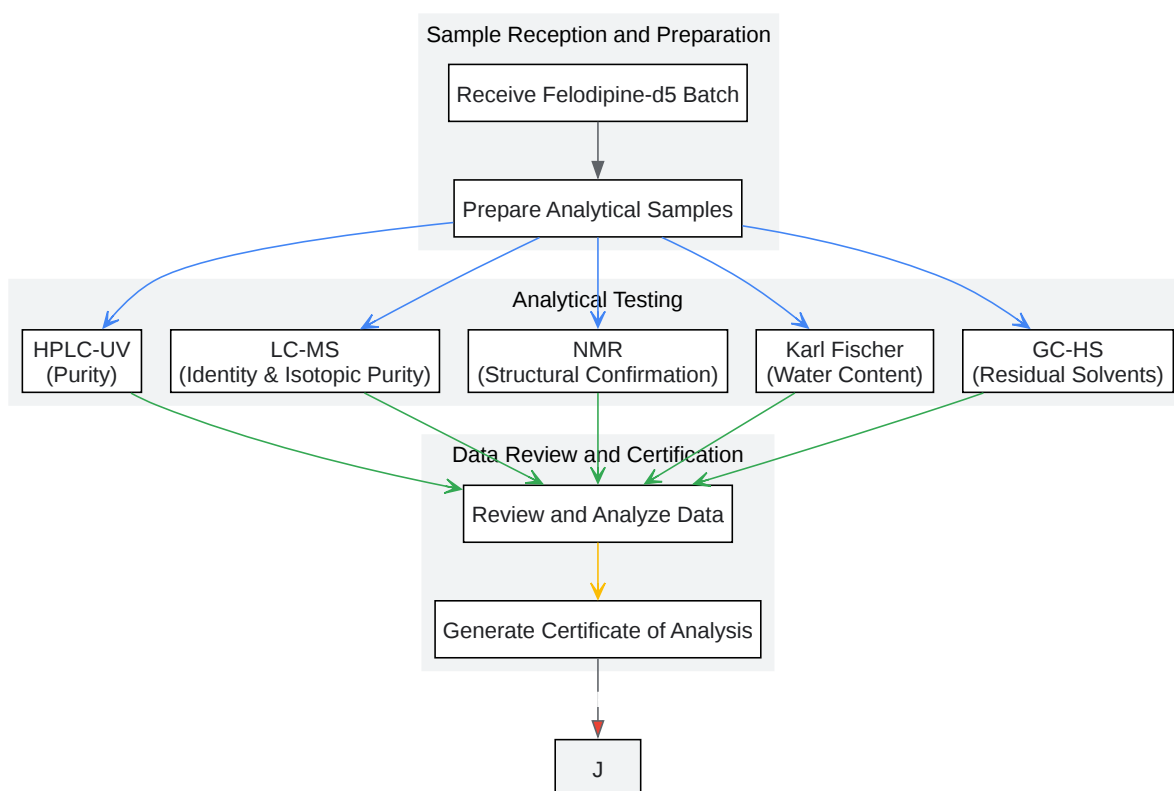 Sample Reception and Preparation
Receive Felodipine-d5 Batch
Prepare Analytical Samples
Analytical Testing
HPLC-UV
(Purity)
LC-MS
(Identity & Isotopic Purity)
NMR
(Structural Confirmation)
Karl Fischer
(Water Content)
GC-HS
(Residual Solvents)
Data Review and Certification
Review and Analyze Data
Generate Certificate of Analysis
J